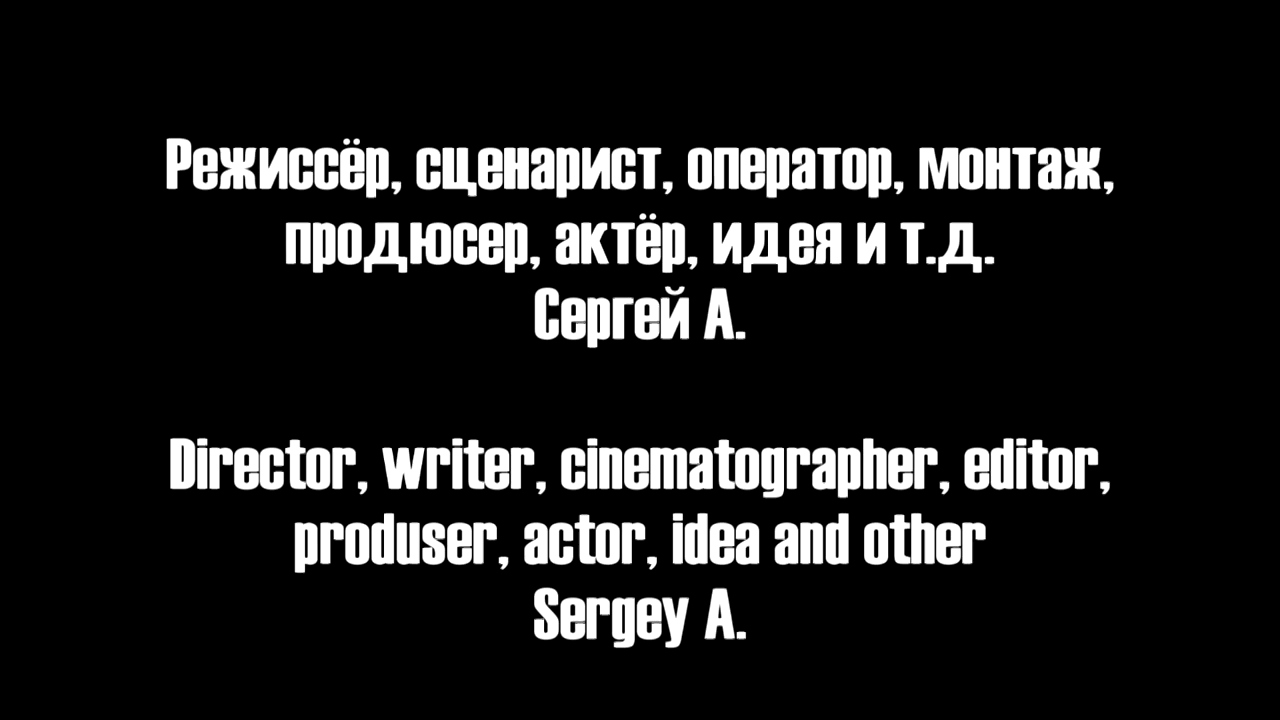 Режиссёр, сценарист, оператор, монтаж,
продюсер, актёр, идея и т.д.
Сергей А.
Director, writer, cinematographer, editor,
produser, actor, idea and other
Sergey A.